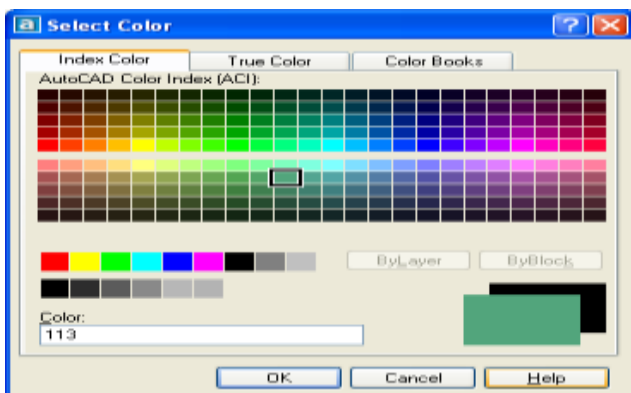 a Select Color ?
Index Color True Color Color Books
AutoCAD Color Index (ACI):
ByLayer ByBlock
Color:
113
OK Cancel Help